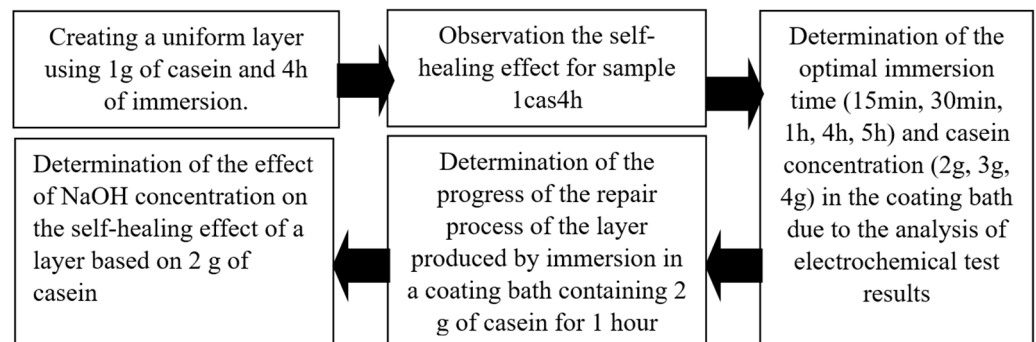 Creating a uniform layer
using 1g of casein and 4h
of immersion.
Observation the self-
healing effect for sample
1cas4h
Determination of the
optimal immersion
time (15min, 30min,
1h, 4h, 5h) and casein
concentration (2g, 3g,
4g) in the coating bath
due to the analysis of
electrochemical test
results
Determination of the
progress of the repair
process of the layer
produced by immersion in
a coating bath containing 2
g of casein for 1 hour
Determination of the effect
of NaOH concentration on
the self-healing effect of a
layer based on 2 g of
casein